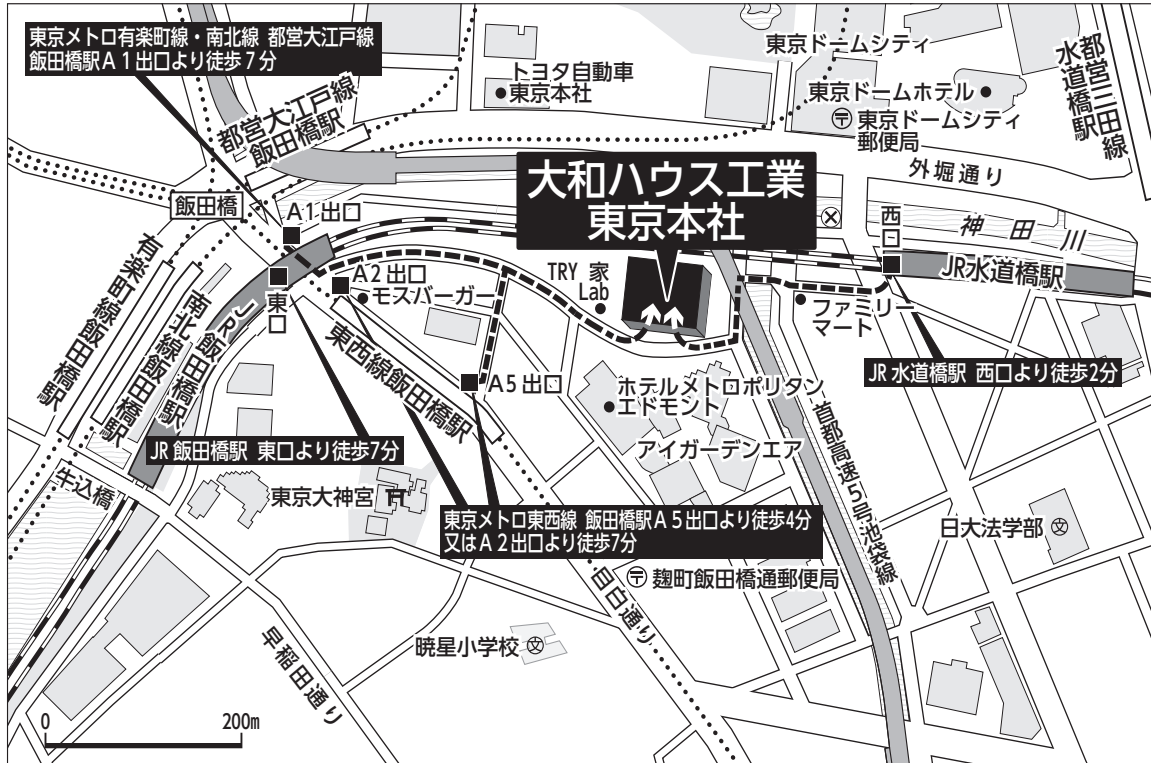 東京メトロ有楽町線・南北線 都営大江戸線
飯田橋駅A1出口より徒歩7分
東京ドームシティ
都営三田線
水道橋駅
トヨタ自動車
東京本社
東京ドームホテル
東京ドームシティ
郵便局
都営大江戸線
飯田橋駅
外堀通り
大和ハウス工業
東京本社
飯田橋
A1出口
西口
神田川
有楽町線飯田橋駅
南北線飯田橋駅
JR飯田橋駅
東口
A2出口
モスバーガー
TRY 家
Lab
JR水道橋駅
ファミリー
マート
東西線飯田橋駅
A5出口
JR水道橋駅 西口より徒歩2分
ホテルメトロポリタン
エドモント
アイガーデンエア
首都高速5号池袋線
JR飯田橋駅 東口より徒歩7分
牛込橋
東京大神宮
東京メトロ東西線 飯田橋駅A5出口より徒歩4分
又はA2出口より徒歩7分
日大法学部
文
麹町飯田橋通郵便局
目白通り
早稲田通り
暁星小学校
文
0
200m